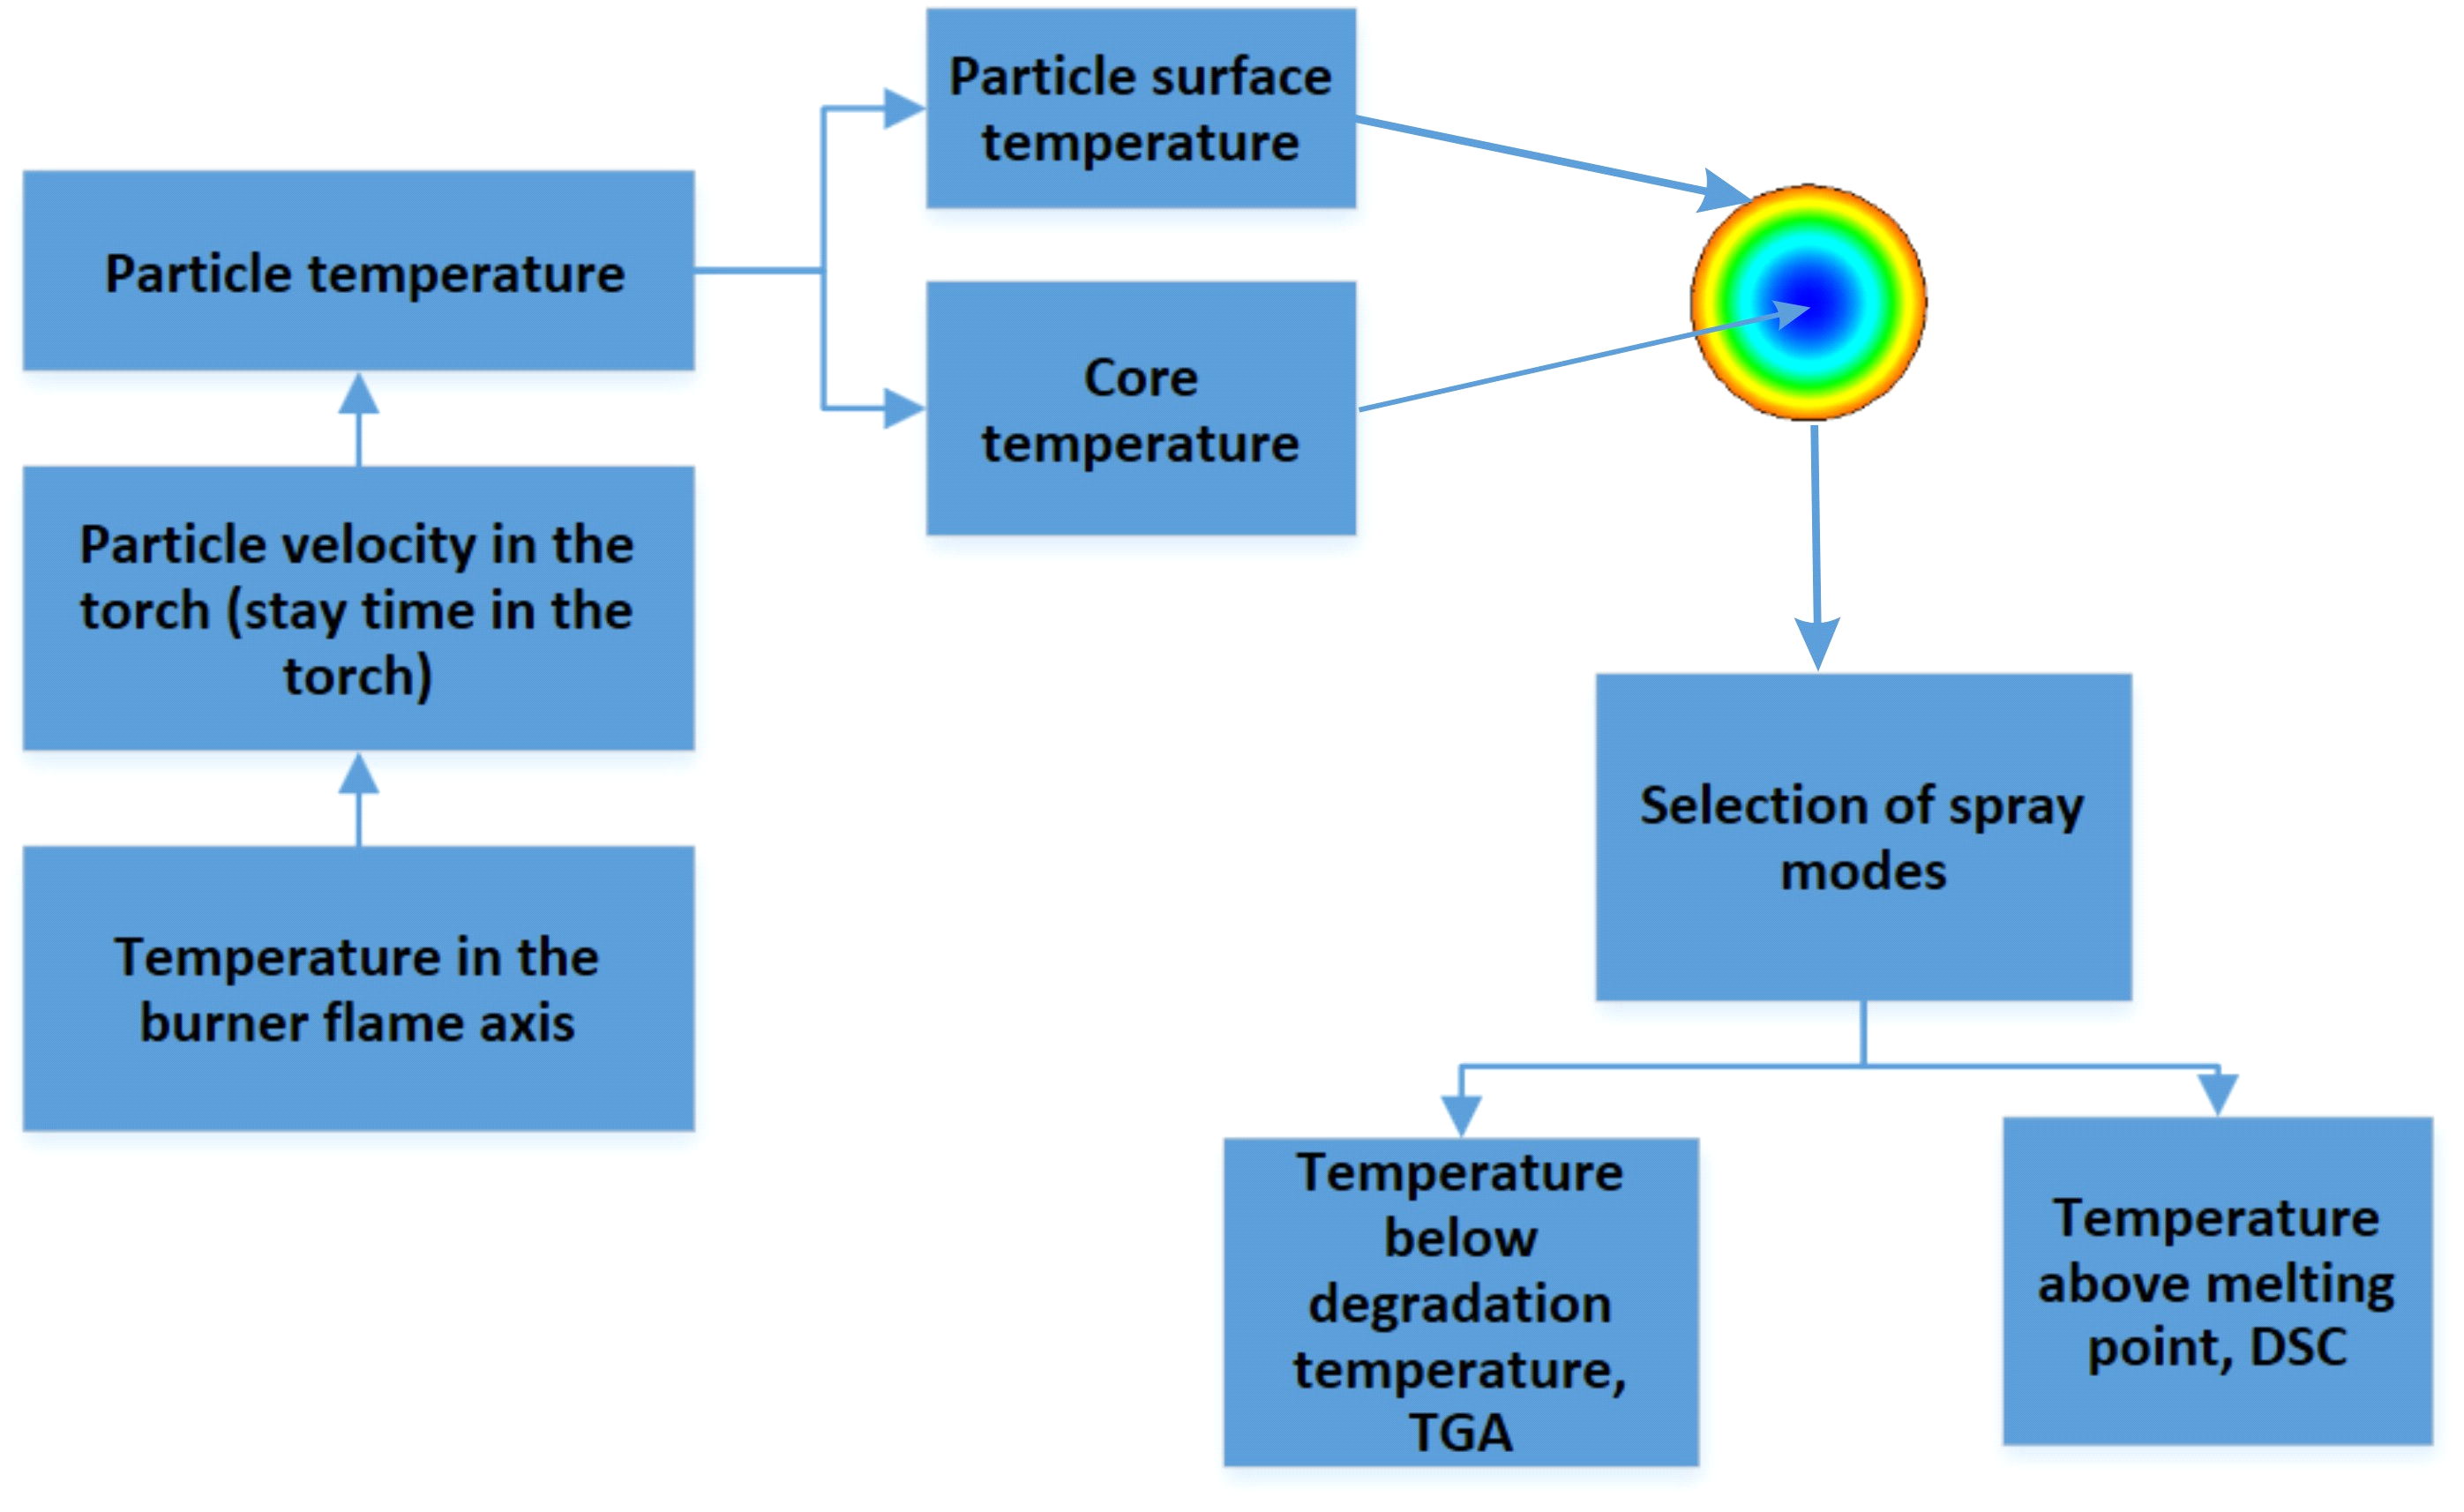 Particle surface
temperature
Particle temperature
Core
temperature
Particle velocity in the
torch (stay time in the
torch)
Temperature in the
burner flame axis
Selection of spray
modes
Temperature
below
degradation
temperature,
TGA
Temperature
above melting
point, DSC